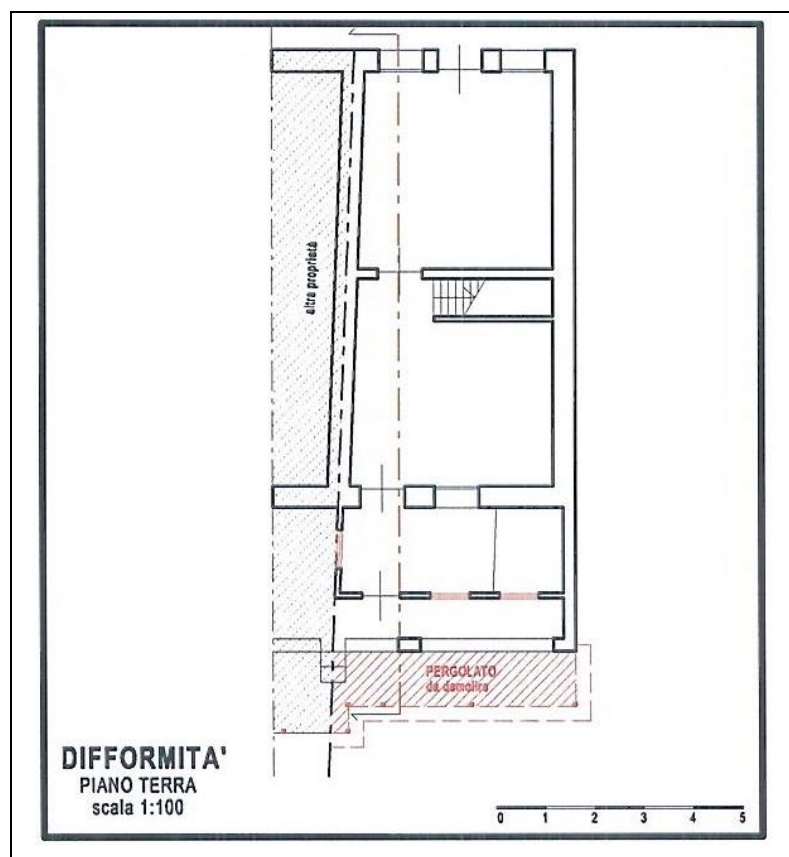 altra proprietà
PERGOLATO
da demolire
DIFFORMITA'
PIANO TERRA
scala 1:100
0 1 2 3 4 5